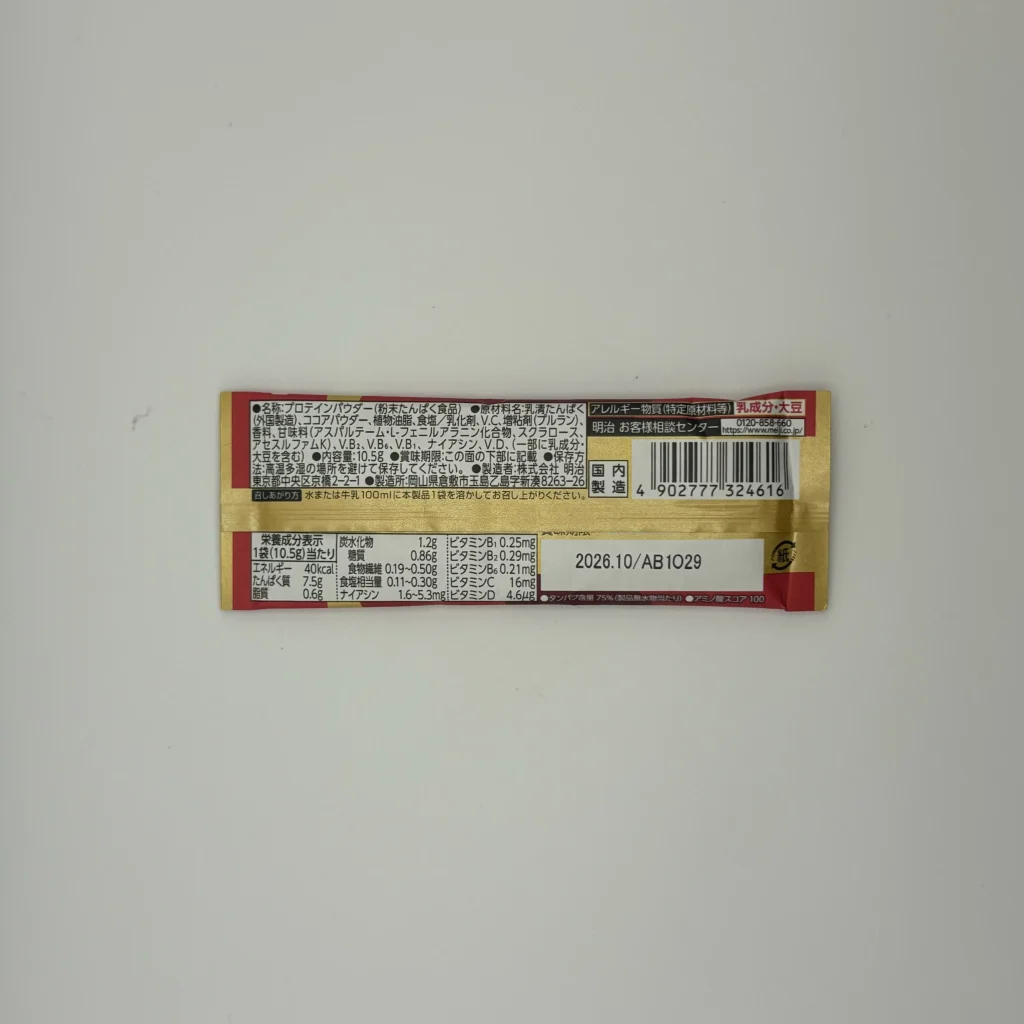 ●名称:プロテインパウダー(粉末たんぱく食品) ●原材料名:乳清たんぱく
(外国製造)、ココアパウダー、植物油脂、食塩/乳化剤、V.C、増粘剤(プルラン)、
香料、甘味料(アスパルテーム・L-フェニルアラニン化合物、スクラロース、
アセスルファムK)、V.B₂、V.B₆、V.B₁、ナイアシン、V.D、(一部に乳成分・
大豆を含む) ●内容量:10.5g ●賞味期限:この面の下部に記載 ●保存方
法:高温多湿の場所を避けて保存してください。 ●製造者:株式会社 明治
東京都中央区京橋2-2-1 ●製造所:岡山県倉敷市玉島乙島字新湊8263-26
召しあがり方 水または牛乳100mlに本製品1袋を溶かしてお召し上がりください。
アレルギー物質(特定原材料等) 乳成分・大豆
明治 お客様相談センター 0120-858-660
https://www.meiji.co.jp/
国内
製造
4 902777 324616
栄養成分表示
1袋(10.5g)当たり
エネルギー 40kcal
たんぱく質 7.5g
脂質 0.6g
炭水化物 1.2g
糖質 0.86g
食物繊維 0.19~0.50g
食塩相当量 0.11~0.30g
ナイアシン 1.6~5.3mg
ビタミンB₁ 0.25mg
ビタミンB₂ 0.29mg
ビタミンB₆ 0.21mg
ビタミンC 16mg
ビタミンD 4.6μg
賞味期限
2026.10/AB1029
●タンパク含量 75%(製品無水物当たり) ●アミノ酸スコア 100
紙